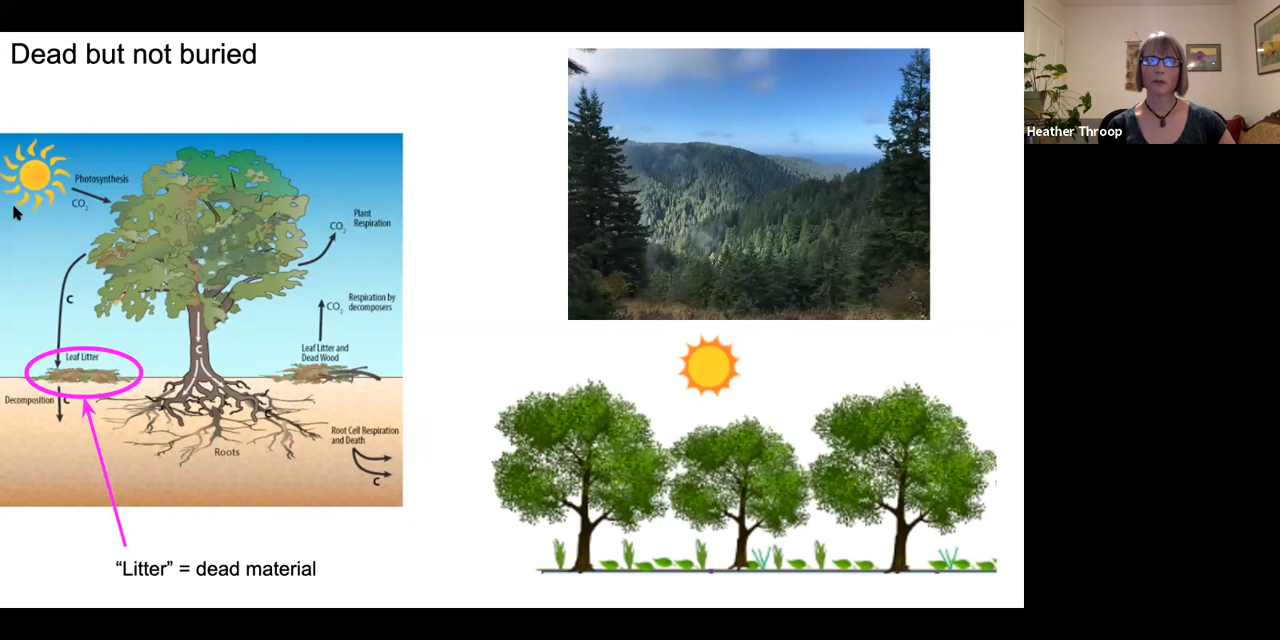 Dead but not buried
Photosynthesis
CO2
Plant
Respiration
CO2
C
Respiration by
decomposers
CO2
Leaf Litter
Leaf Litter and
Dead Wood
C
Decomposition
C
C
Root Cell Respiration
and Death
Roots
C
“Litter” = dead material
Heather Throop